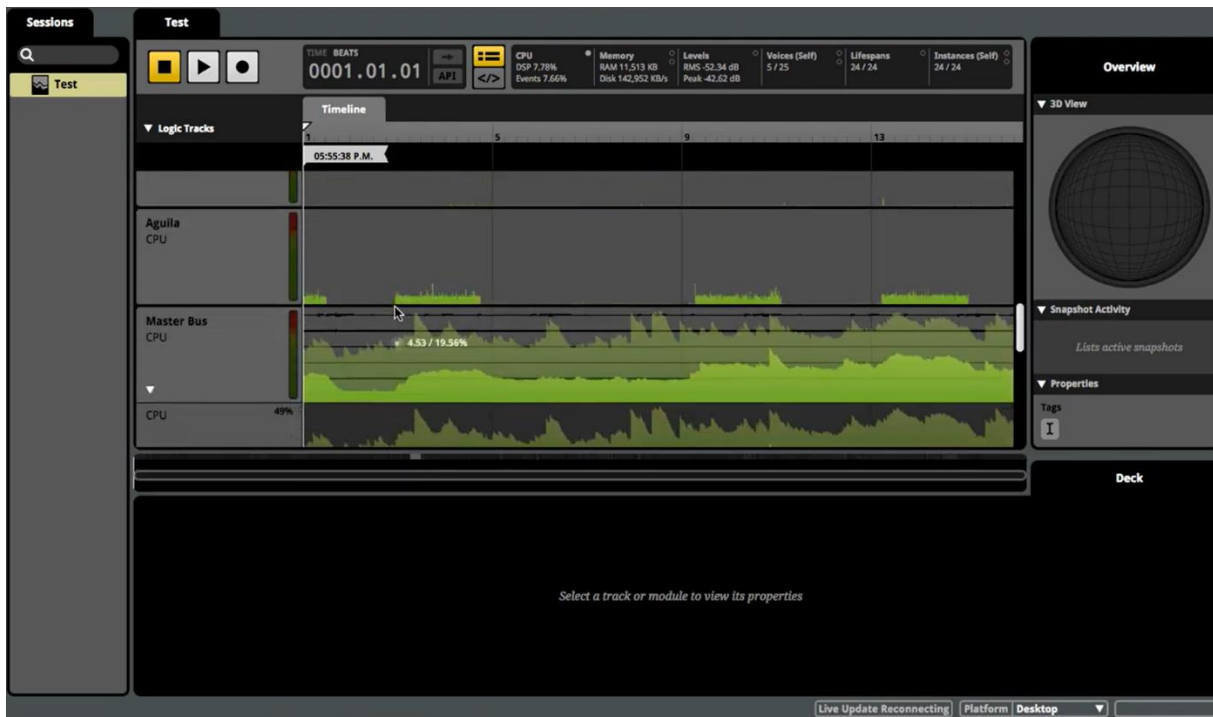 Sessions
Test
Test
TIME BEATS
0001.01.01
API
</>
CPU
DSP 7.78%
Events 7.66%
Memory
RAM 11,513 KB
Disk 142,952 KB/s
Levels
RMS -52.34 dB
Peak -42.62 dB
Voices (Self)
5 / 25
Lifespans
24 / 24
Instances (Self)
24 / 24
Overview
Timeline
Logic Tracks
1 5 9 13
05:55:38 P.M.
3D View
Aguila
CPU
Master Bus
CPU
4.53 / 19.56%
CPU 49%
Snapshot Activity
Lists active snapshots
Properties
Tags
Deck
Select a track or module to view its properties
Live Update Reconnecting Platform Desktop